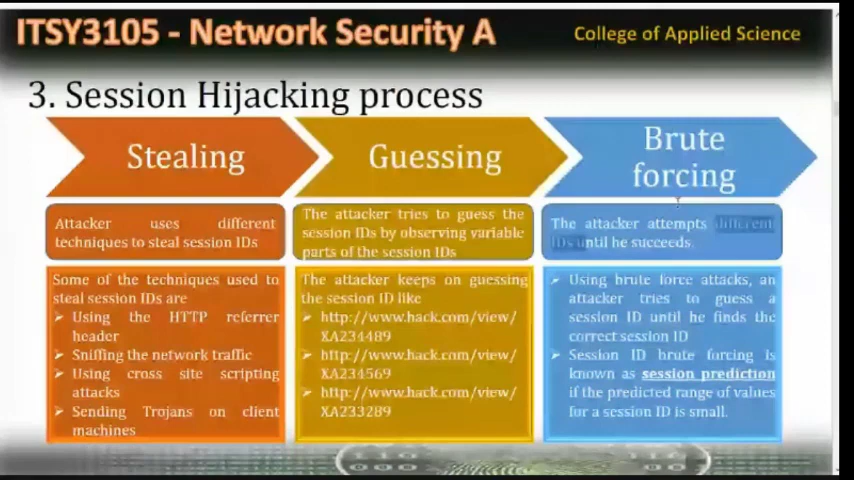 ITSY3105 - Network Security A
College of Applied Science
3. Session Hijacking process
Stealing
Guessing
Brute
forcing
Attacker uses different
techniques to steal session IDs
The attacker tries to guess the
session IDs by observing variable
parts of the session IDs
The attacker attempts different
IDs until he succeeds
Some of the techniques used to
steal session IDs are
Using the HTTP referrer
header
Sniffing the network traffic
Using cross site scripting
attacks
Sending Trojans on client
machines
The attacker keeps on guessing
the session ID like
http://www.hack.com/view/
XA234489
http://www.hack.com/view/
XA234569
http://www.hack.com/view/
XA233289
Using brute force attacks, an
attacker tries to guess a
session ID until he finds the
correct session ID
Session ID brute forcing is
known as session prediction
if the predicted range of values
for a session ID is small.